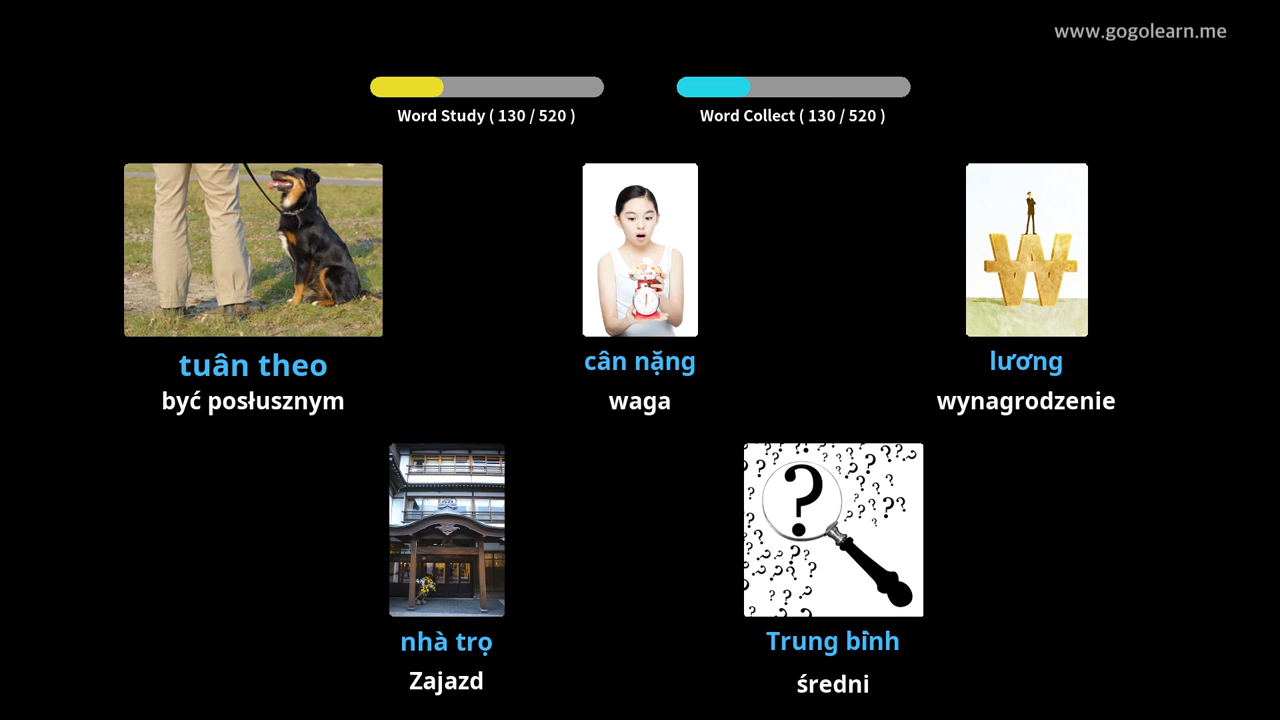 www.gogolearn.me
Word Study ( 130 / 520 )
Word Collect ( 130 / 520 )
tuân theo
być posłusznym
cân nặng
waga
lương
wynagrodzenie
nhà trọ
Zajazd
Trung bình
średni